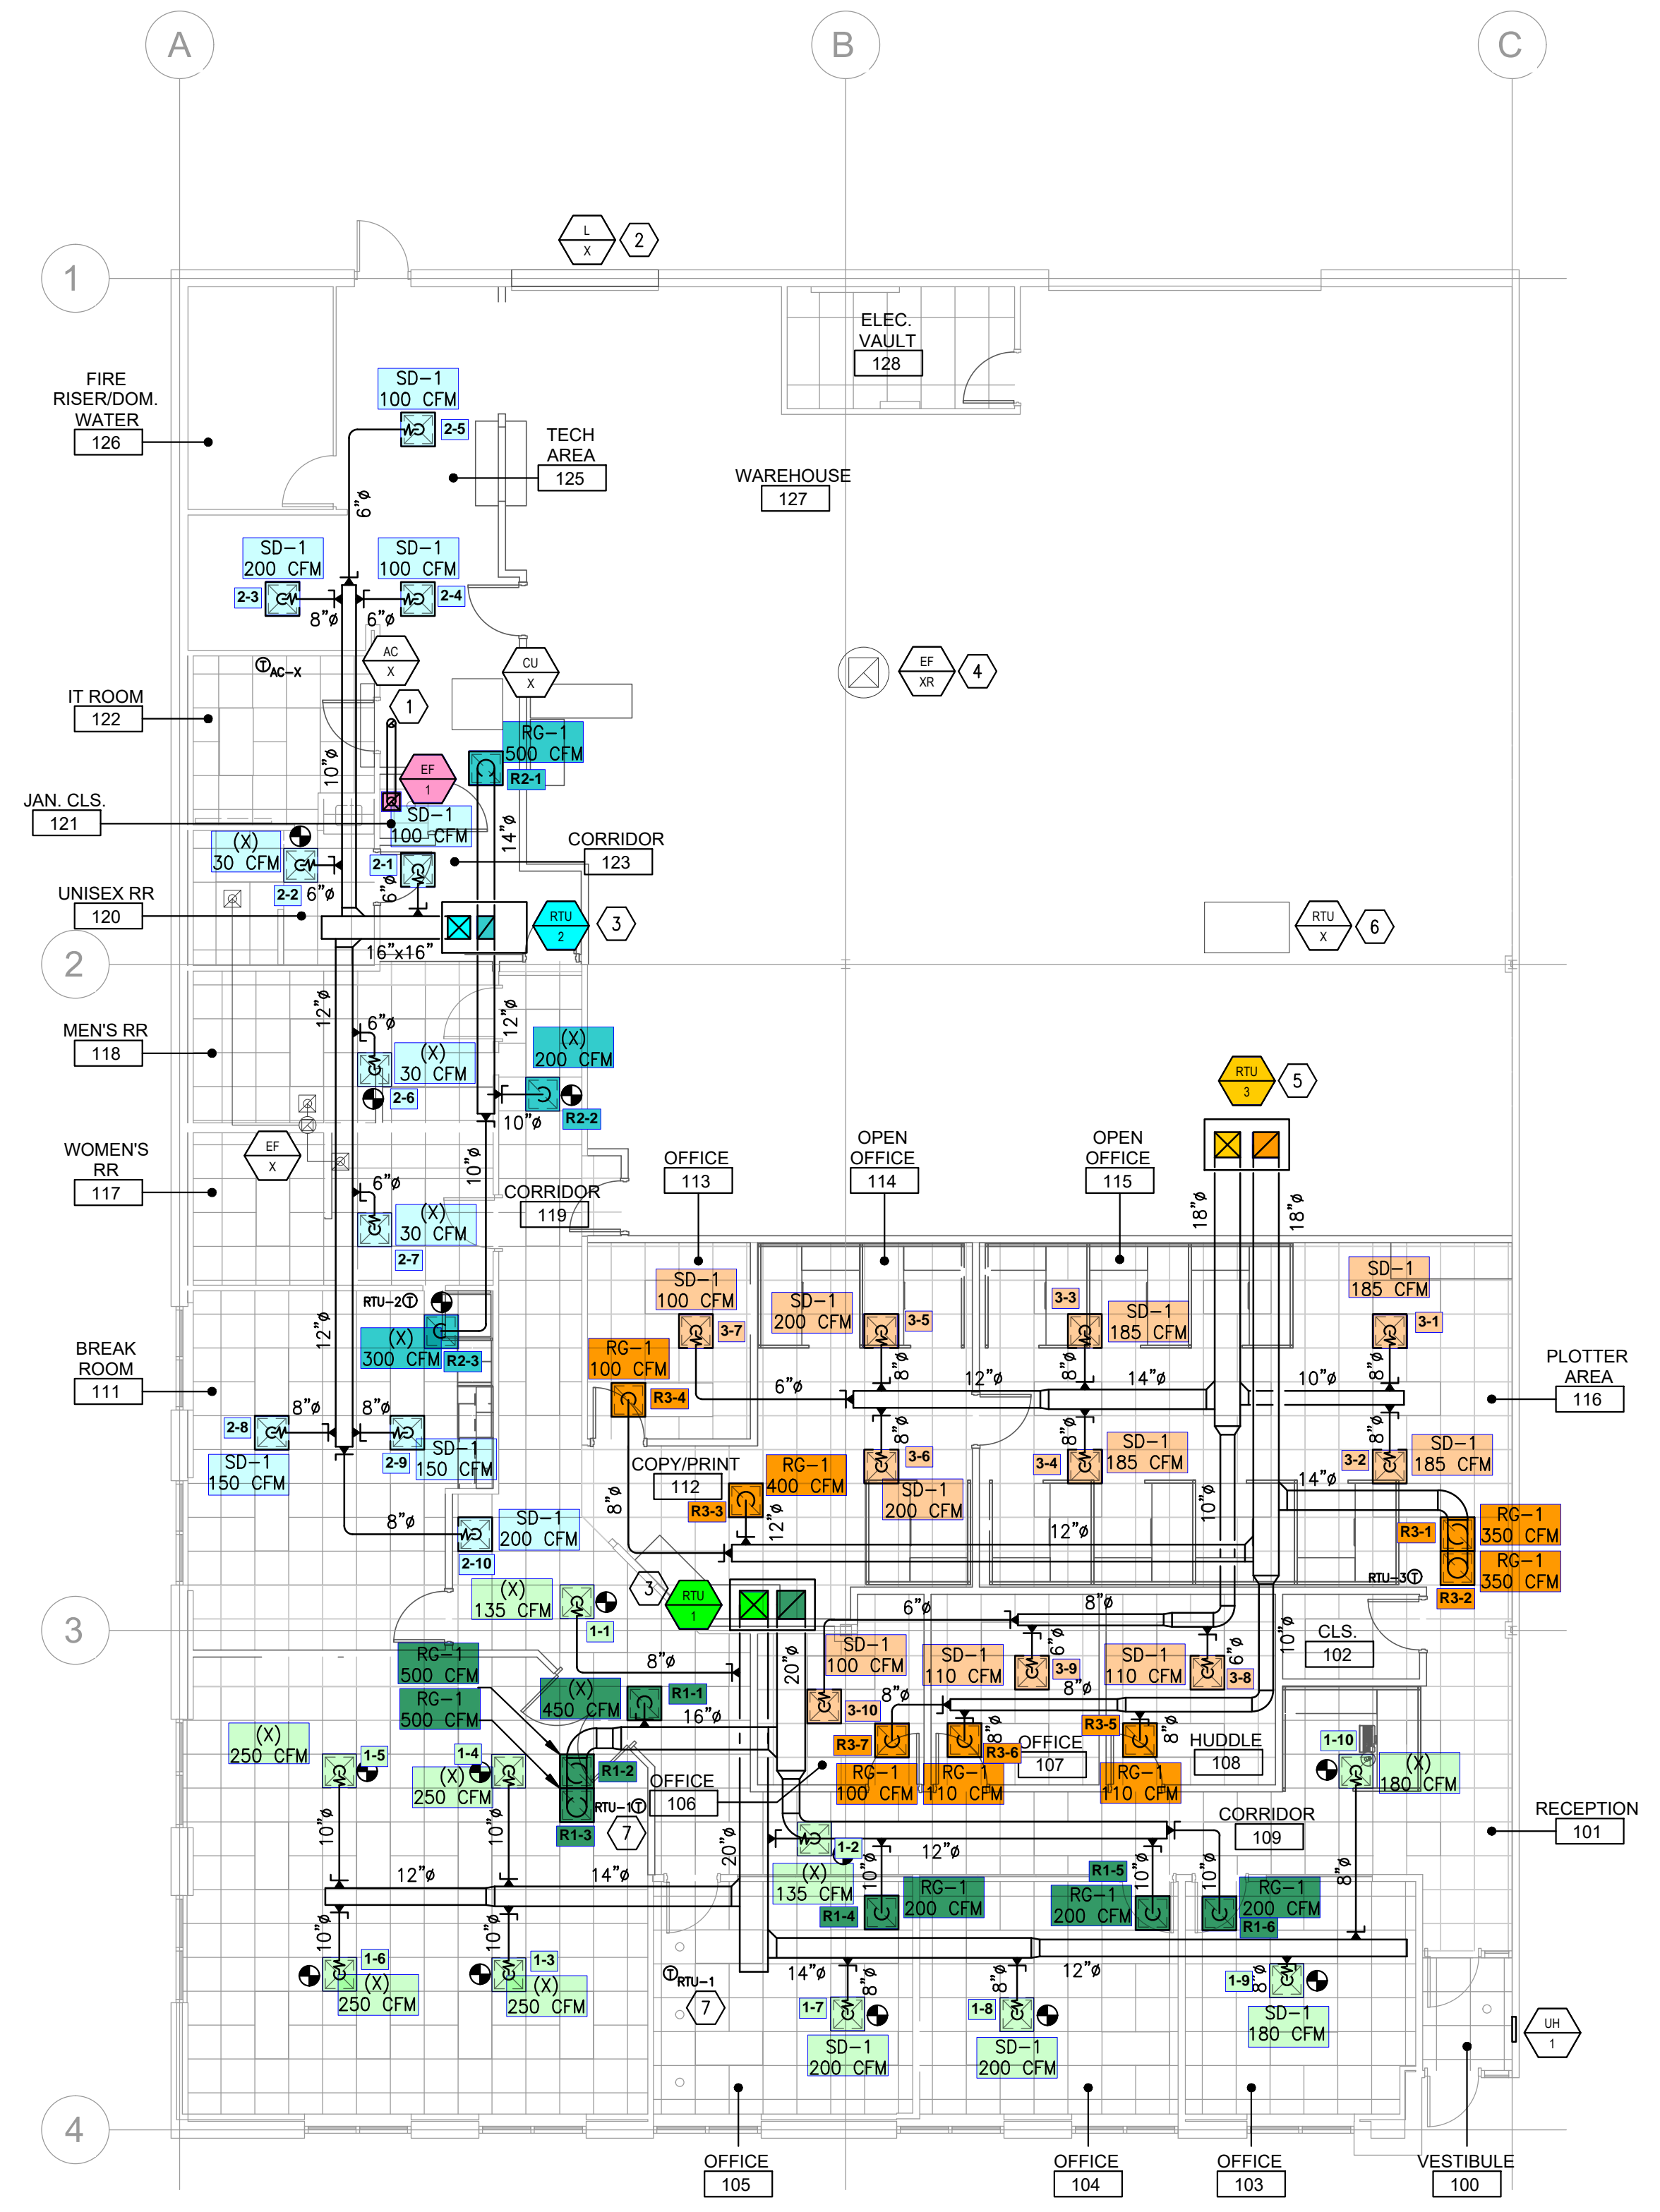 A
B
C
L
X
2
1
ELEC.
VAULT
128
FIRE
RISER/DOM.
WATER
126
SD-1
100 CFM
2-5
TECH
AREA
125
WAREHOUSE
127
6"ø
SD-1
200 CFM
SD-1
100 CFM
2-3
2-4
8"ø
6"ø
AC
X
CU
X
EF
XR
4
T AC-X
IT ROOM
122
1
RG-1
500 CFM
R2-1
10"ø
EF
1
JAN. CLS.
121
SD-1
100 CFM
14"ø
CORRIDOR
123
(X)
30 CFM
2-1
2-2
6"ø
6"ø
UNISEX RR
120
RTU
2
3
RTU
X
6
16"x16"
2
12"ø
6"ø
12"ø
MEN'S RR
118
(X)
30 CFM
2-6
(X)
200 CFM
R2-2
10"ø
RTU
3
5
EF
X
10"ø
WOMEN'S
RR
117
6"ø
(X)
30 CFM
2-7
CORRIDOR
119
OFFICE
113
OPEN
OFFICE
114
OPEN
OFFICE
115
18"ø
18"ø
RTU-2 T
12"ø
(X)
300 CFM
R2-3
BREAK
ROOM
111
SD-1
100 CFM
3-7
SD-1
200 CFM
3-5
3-3
SD-1
185 CFM
SD-1
185 CFM
3-1
RG-1
100 CFM
R3-4
6"ø
8"ø
12"ø
8"ø
14"ø
10"ø
8"ø
PLOTTER
AREA
116
8"ø
8"ø
2-8
SD-1
150 CFM
2-9
SD-1
150 CFM
8"ø
8"ø
8"ø
COPY/PRINT
112
RG-1
400 CFM
R3-3
3-6
SD-1
200 CFM
3-4
SD-1
185 CFM
3-2
SD-1
185 CFM
14"ø
8"ø
12"ø
12"ø
10"ø
R3-1
RG-1
350 CFM
RG-1
350 CFM
R3-2
RTU-3 T
8"ø
SD-1
200 CFM
2-10
(X)
135 CFM
1-1
3
RTU
1
3
8"ø
20"ø
6"ø
8"ø
6"ø
6"ø
10"ø
CLS.
102
SD-1
100 CFM
3-10
SD-1
110 CFM
3-9
SD-1
110 CFM
3-8
RG-1
500 CFM
RG-1
500 CFM
(X)
450 CFM
R1-1
16"ø
8"ø
8"ø
8"ø
8"ø
R3-7
RG-1
100 CFM
R3-6
RG-1
110 CFM
R3-5
RG-1
110 CFM
OFFICE
107
HUDDLE
108
(X)
250 CFM
1-5
1-4
(X)
250 CFM
R1-2
R1-3
RTU-1 T
7
OFFICE
106
1-10
(X)
180 CFM
CORRIDOR
109
RECEPTION
101
10"ø
10"ø
12"ø
14"ø
20"ø
1-2
(X)
135 CFM
12"ø
10"ø
R1-4
RG-1
200 CFM
R1-5
RG-1
200 CFM
10"ø
10"ø
RG-1
200 CFM
R1-6
8"ø
10"ø
10"ø
1-6
(X)
250 CFM
1-3
(X)
250 CFM
T RTU-1
7
14"ø
8"ø
8"ø
12"ø
8"ø
1-7
SD-1
200 CFM
1-8
SD-1
200 CFM
1-9
SD-1
180 CFM
UH
1
4
OFFICE
105
OFFICE
104
OFFICE
103
VESTIBULE
100